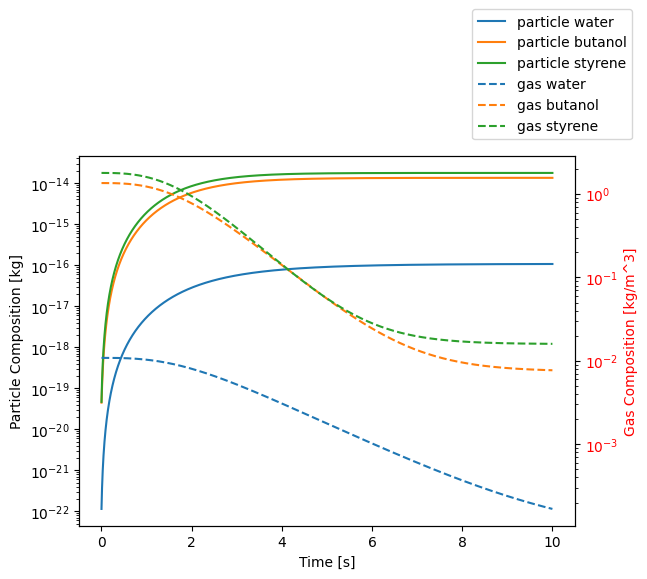 particle water
particle butanol
particle styrene
gas water
gas butanol
gas styrene
Particle Composition [kg]
10⁻¹⁴
10⁻¹⁵
10⁻¹⁶
10⁻¹⁷
10⁻¹⁸
10⁻¹⁹
10⁻²⁰
10⁻²¹
10⁻²²
10⁰
10⁻¹
10⁻²
10⁻³
Gas Composition [kg/m^3]
0 2 4 6 8 10
Time [s]